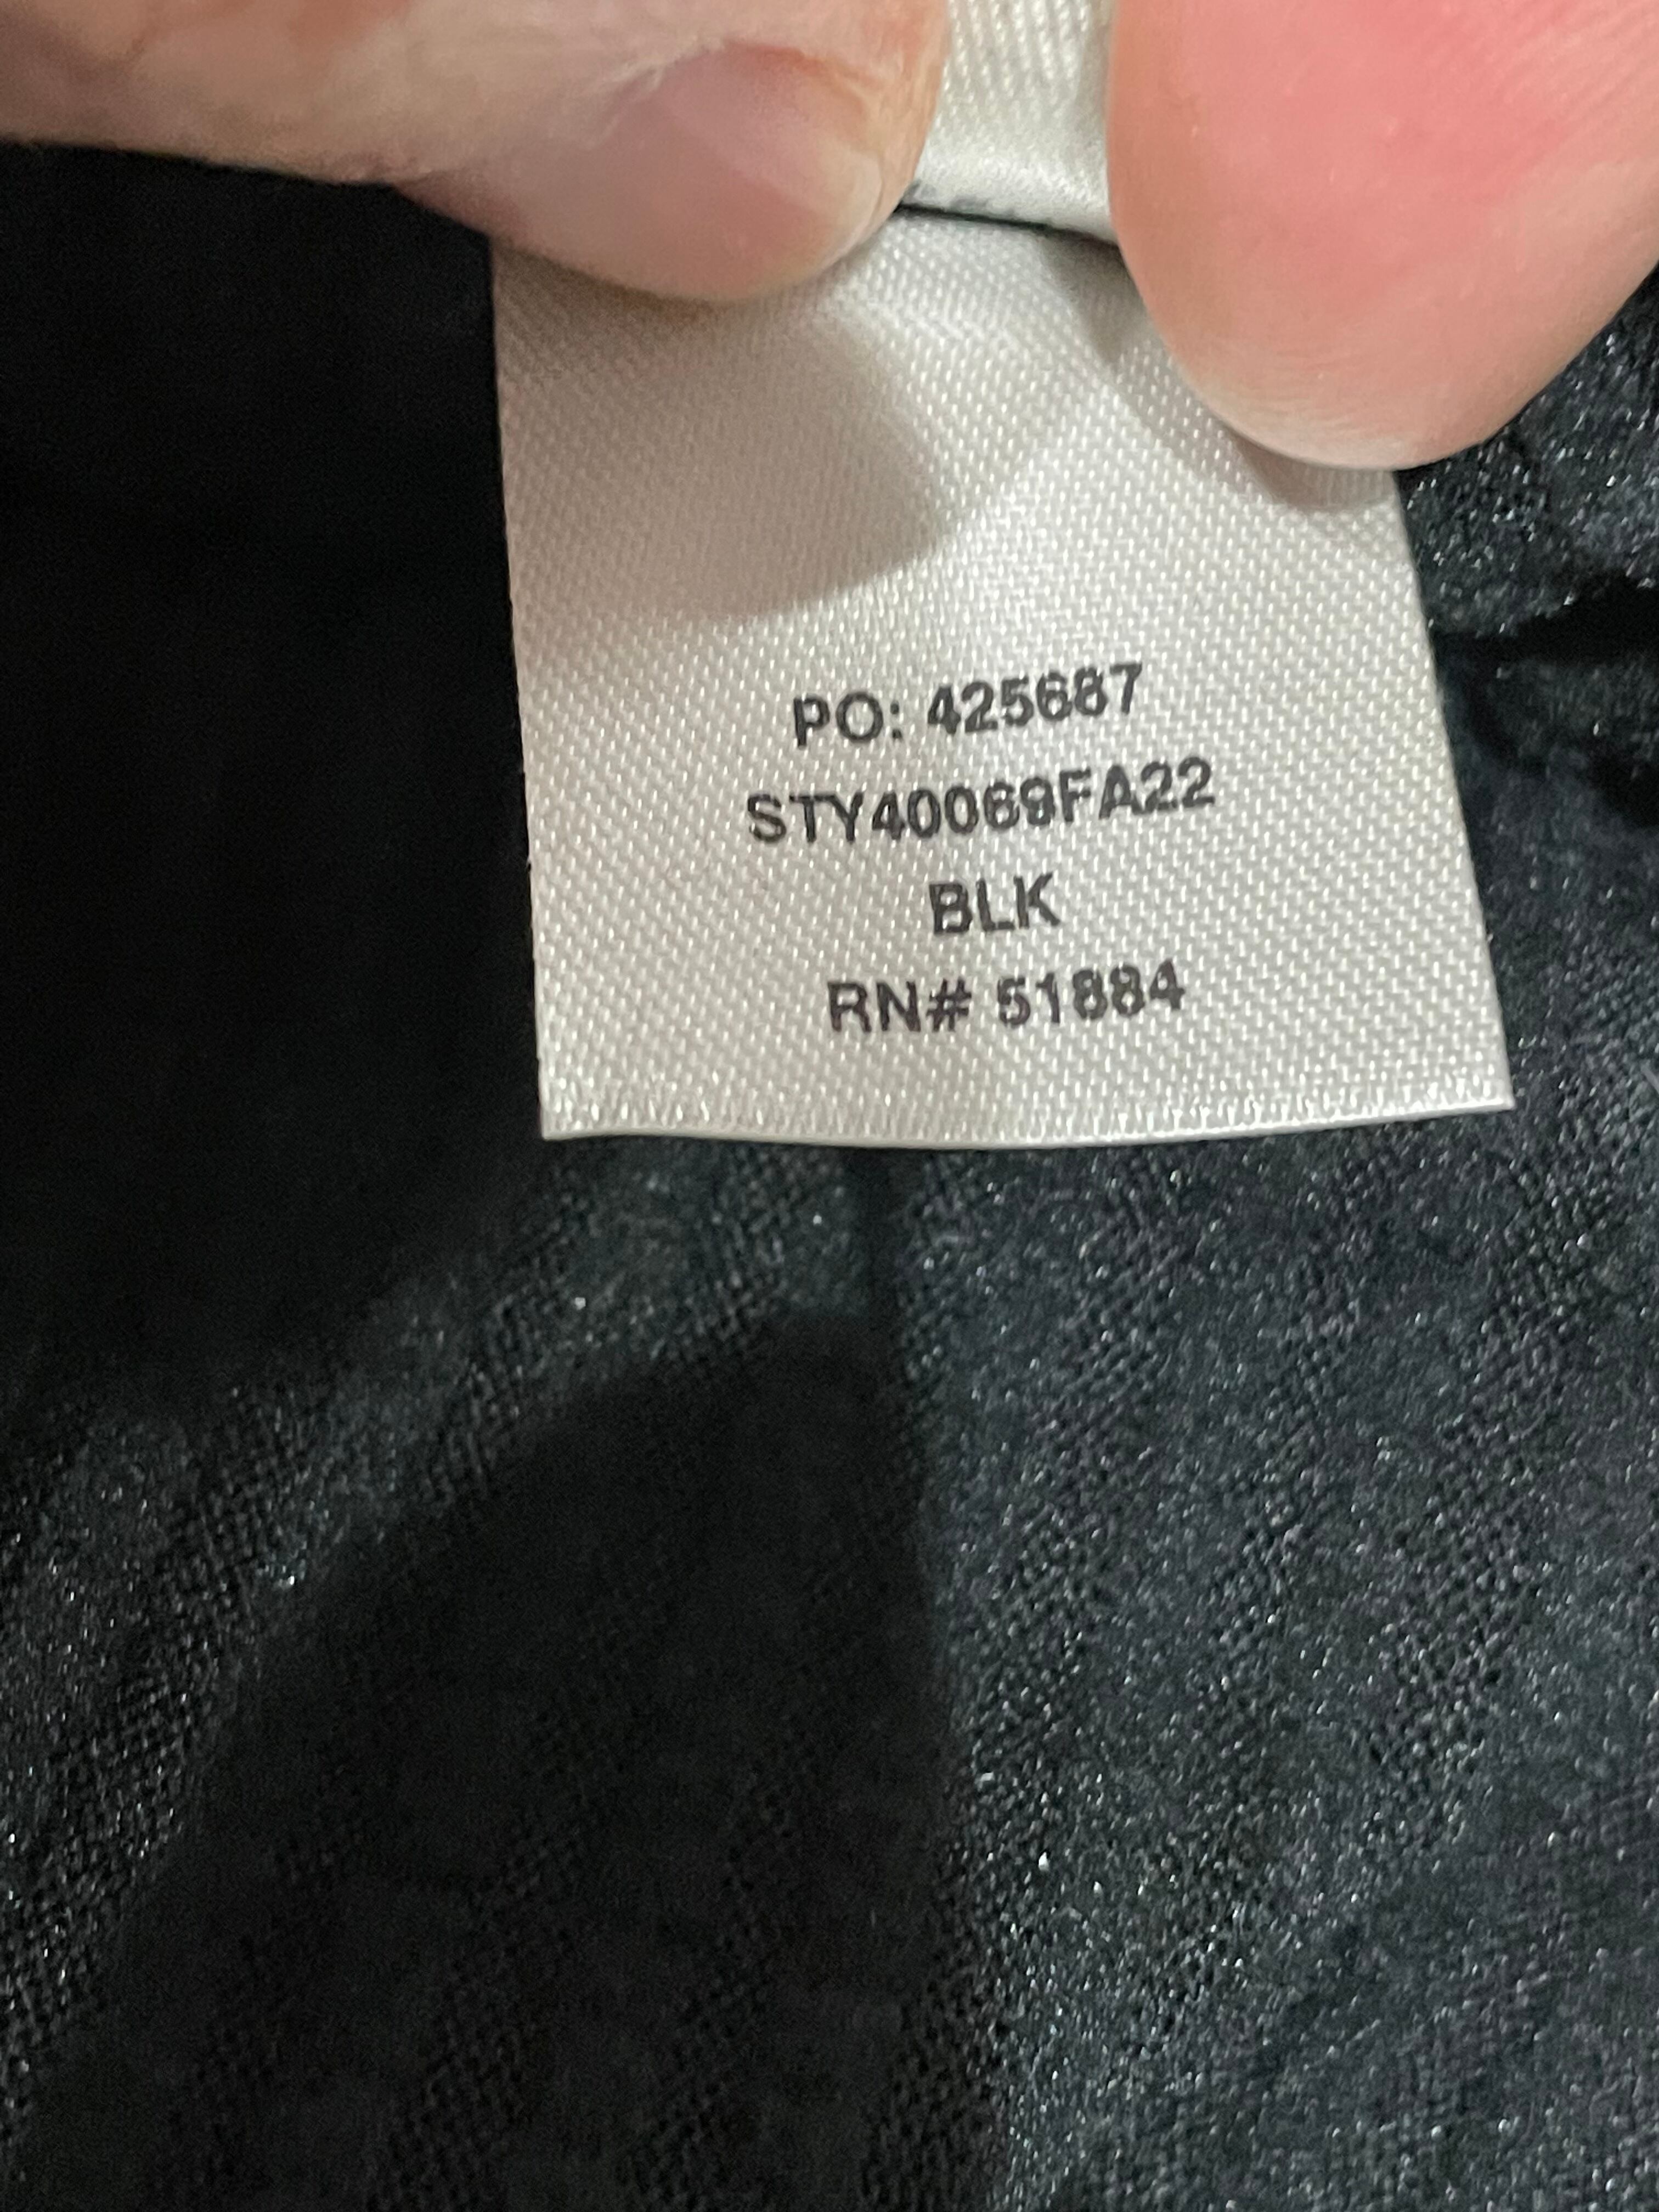 PO: 425687
STY40069FA22
BLK
RN# 51884